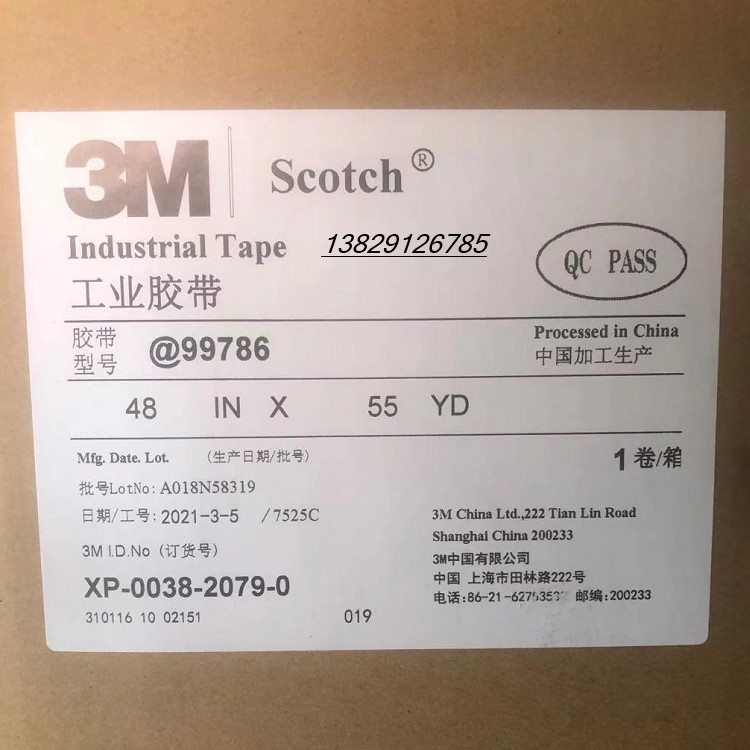 3M Scotch®
Industrial Tape 13829126785
工业胶带
QC PASS
胶带
型号 @99786
Processed in China
中国加工生产
48 IN X 55 YD
Mfg. Date. Lot. (生产日期/批号)
1 卷/箱
批号LotNo: A018N58319
日期/工号: 2021-3-5 /7525C
3M I.D.No (订货号)
XP-0038-2079-0
310116 10 02151 019
3M China Ltd.,222 Tian Lin Road
Shanghai China 200233
3M中国有限公司
中国 上海市田林路222号
电话:86-21- 邮编:200233